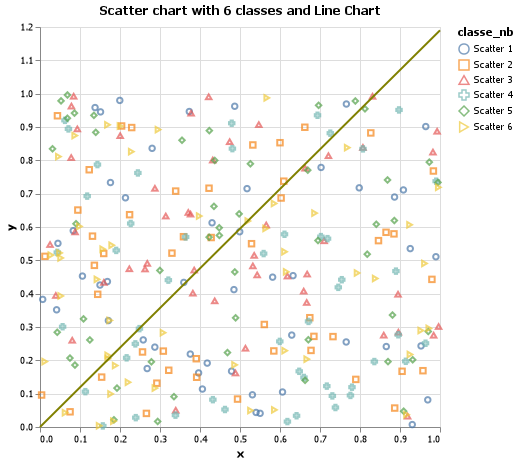 Scatter chart with 6 classes and Line Chart
1.2
1.1
1.0
0.9
0.8
0.7
0.6
0.5
0.4
0.3
0.2
0.1
0.0
y
0.0 0.1 0.2 0.3 0.4 0.5 0.6 0.7 0.8 0.9 1.0
x
classe_nb
Scatter 1
Scatter 2
Scatter 3
Scatter 4
Scatter 5
Scatter 6